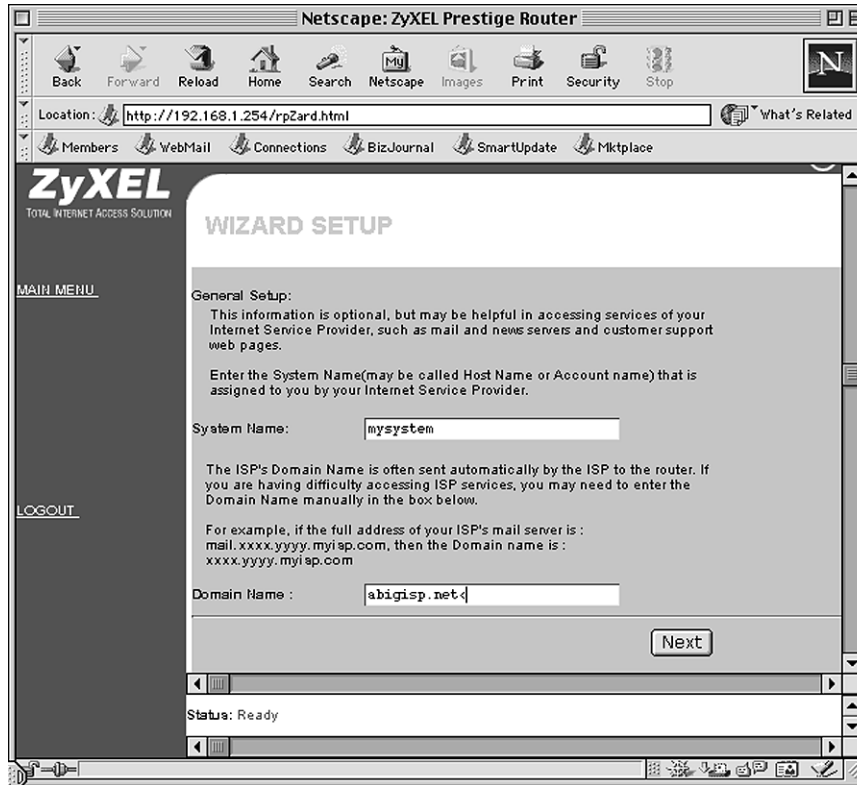 Netscape: ZyXEL Prestige Router
Back Forward Reload Home Search Netscape Images Print Security Stop
My
N
Location: http://192.168.1.254/rpZard.html What's Related
Members WebMail Connections BizJournal SmartUpdate Mktplace
ZyXEL
TOTAL INTERNET ACCESS SOLUTION
WIZARD SETUP
MAIN MENU
General Setup:
This information is optional, but may be helpful in accessing services of your
Internet Service Provider, such as mail and news servers and customer support
web pages.
Enter the System Name(may be called Host Name or Account name) that is
assigned to you by your Internet Service Provider.
System Name: mysystem
The ISP's Domain Name is often sent automatically by the ISP to the router. If
you are having difficulty accessing ISP services, you may need to enter the
Domain Name manually in the box below.
LOGOUT
For example, if the full address of your ISP's mail server is :
mail.xxxx.yyyy.myisp.com, then the Domain name is :
xxxx.yyyy.myisp.com
Domain Name : abigisp.net<
Next
Status: Ready